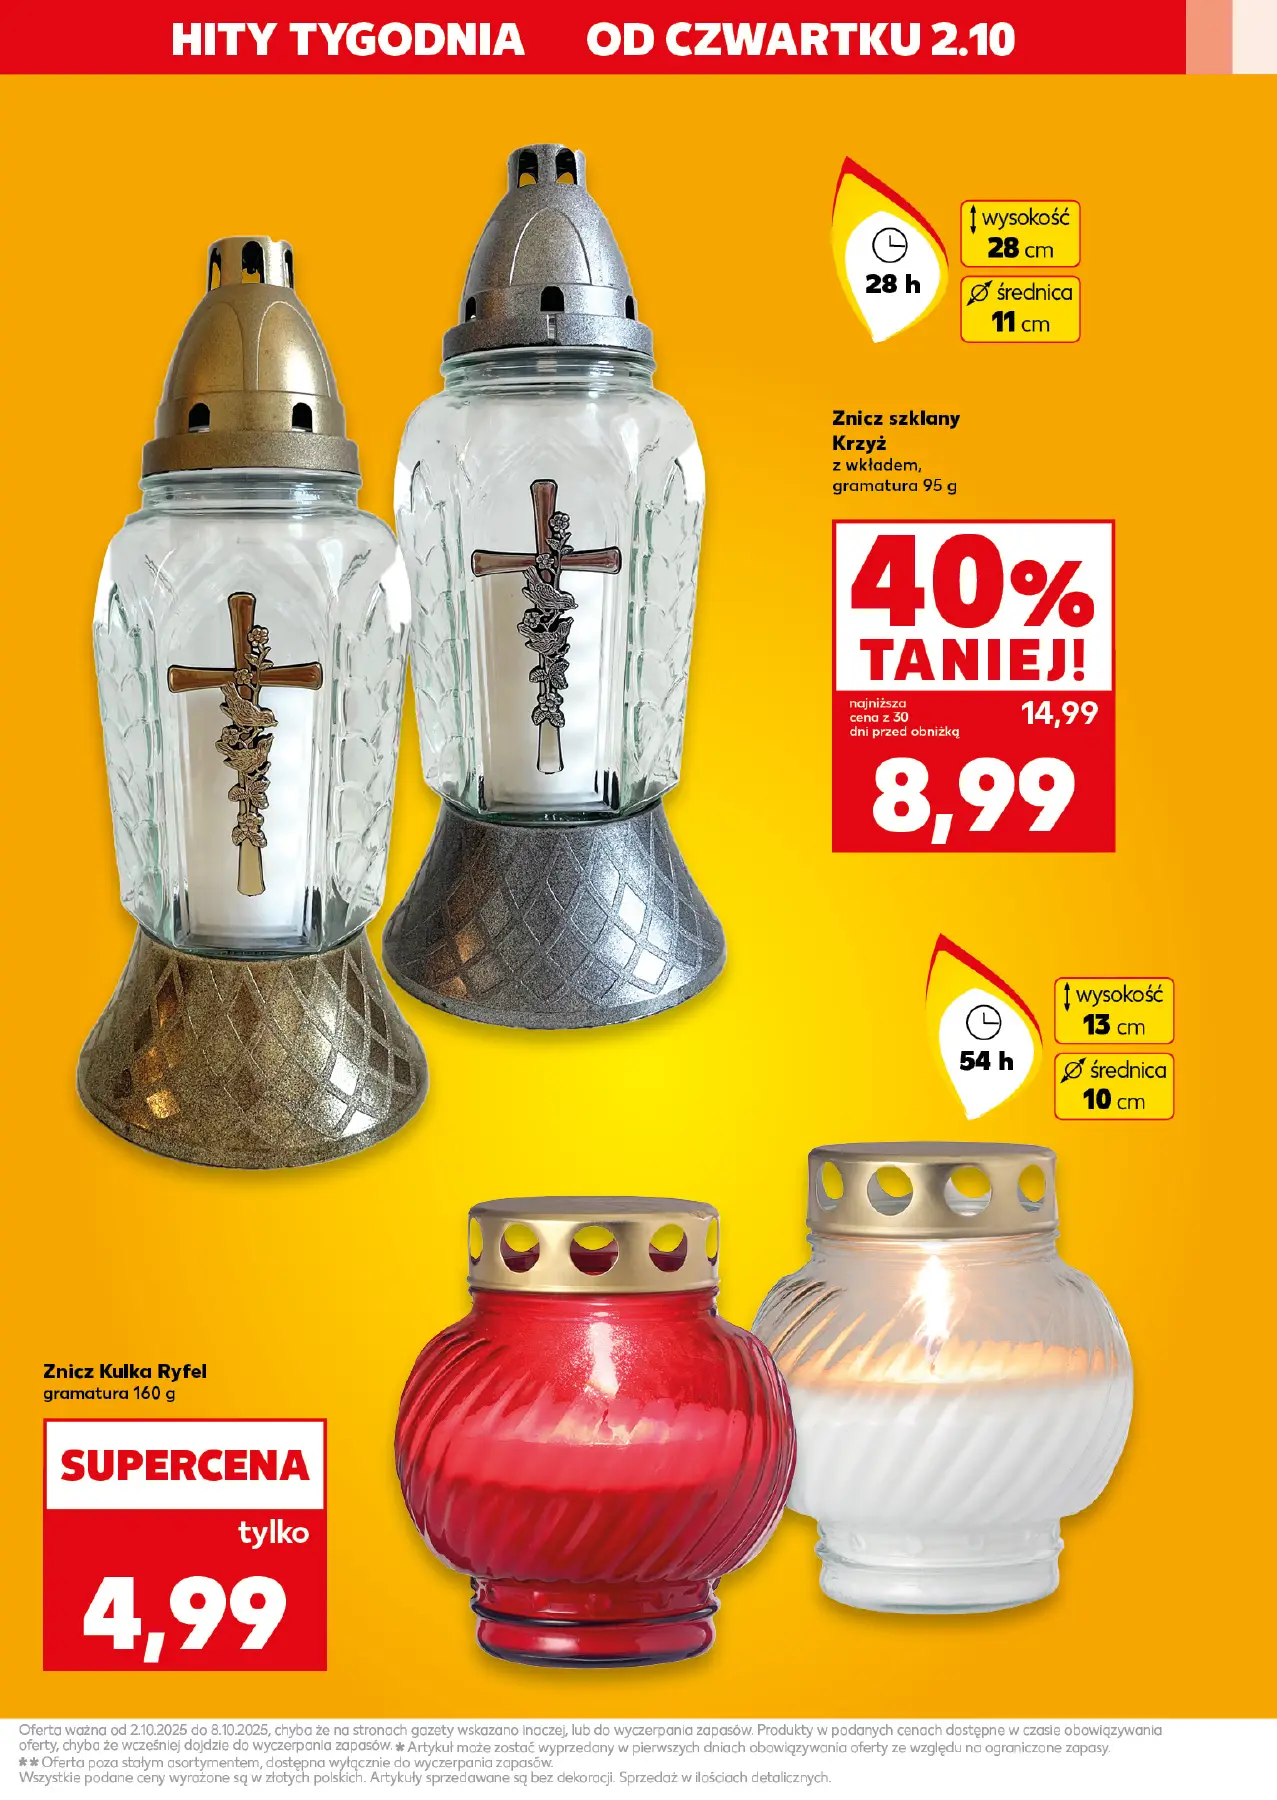 HITY TYGODNIA OD CZWARTKU 2.10
28 h
wysokość
28 cm
średnica
11 cm
Znicz szklany
Krzyż
z wkładem,
gramatura 95 g
40%
TANIEJ!
najniższa
cena z 30
dni przed obniżką
14,99
8,99
54 h
wysokość
13 cm
średnica
10 cm
Znicz Kulka Ryfel
gramatura 160 g
SUPERCENA
tylko
4,99
Oferta ważna od 2.10.2025 do 8.10.2025, chyba że na stronach gazety wskazano inaczej, lub do wyczerpania zapasów. Produkty w podanych cenach dostępne w czasie obowiązywania
oferty, chyba że wcześniej dojdzie do wyczerpania zapasów. * Artykuł może zostać wyprzedany w pierwszych dniach obowiązywania oferty ze względu na ograniczone zapasy.
** Oferta poza stałym asortymentem, dostępna wyłącznie do wyczerpania zapasów.
Wszystkie podane ceny wyrażone są w złotych polskich. Artykuły sprzedawane są bez dekoracji. Sprzedaż w ilościach detalicznych.